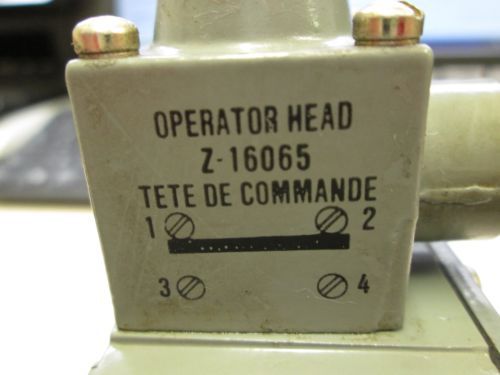 OPERATOR HEAD
Z-16065
TETE DE COMMANDE
1 2
3 4